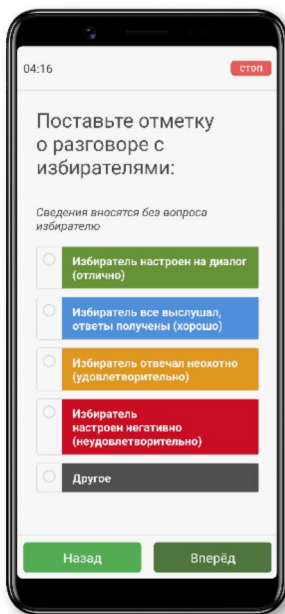 04:16
стоп
Поставьте отметку
о разговоре с
избирателями:
Сведения вносятся без вопроса
избирателю
Избиратель настроен на диалог
(отлично)
Избиратель все выслушал,
ответы получены (хорошо)
Избиратель отвечал неохотно
(удовлетворительно)
Избиратель
настроен негативно
(неудовлетворительно)
Другое
Назад
Вперёд